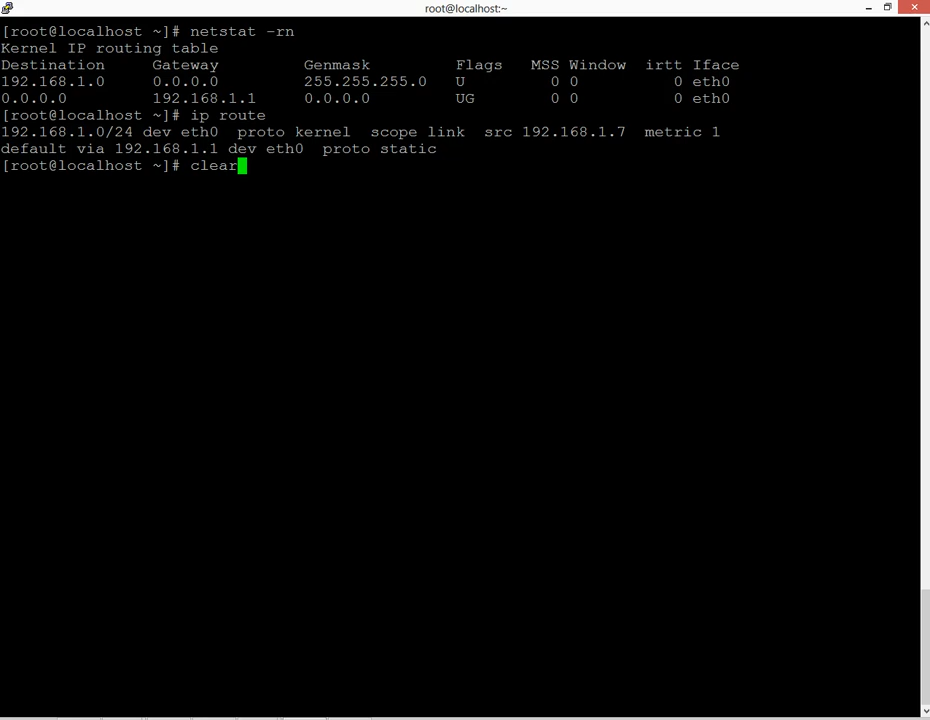 root@localhost:~
[root@localhost ~]# netstat -rn
Kernel IP routing table
Destination     Gateway         Genmask         Flags   MSS Window  irtt Iface
192.168.1.0     0.0.0.0         255.255.255.0   U         0 0          0 eth0
0.0.0.0         192.168.1.1     0.0.0.0         UG        0 0          0 eth0
[root@localhost ~]# ip route
192.168.1.0/24 dev eth0  proto kernel  scope link  src 192.168.1.7  metric 1
default via 192.168.1.1 dev eth0  proto static
[root@localhost ~]# clear